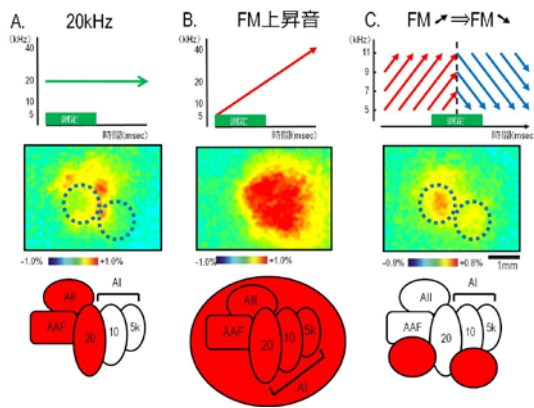 A. 20kHz
B. FM上昇音
C. FM ➚ ⇒FM ➘
(kHz)
40
20
10
5
測定
時間(msec)
(kHz)
40
20
10
5
測定
時間(msec)
(kHz)
11
9
7
5
測定
時間(msec)
-1.0% +1.0%
-1.0% +1.0%
-0.8% +0.8%
1mm
AII
AI
AAF
20
10
5k
AII
AAF
20
10
5k
AI
AII
AI
AAF
20
10
5k